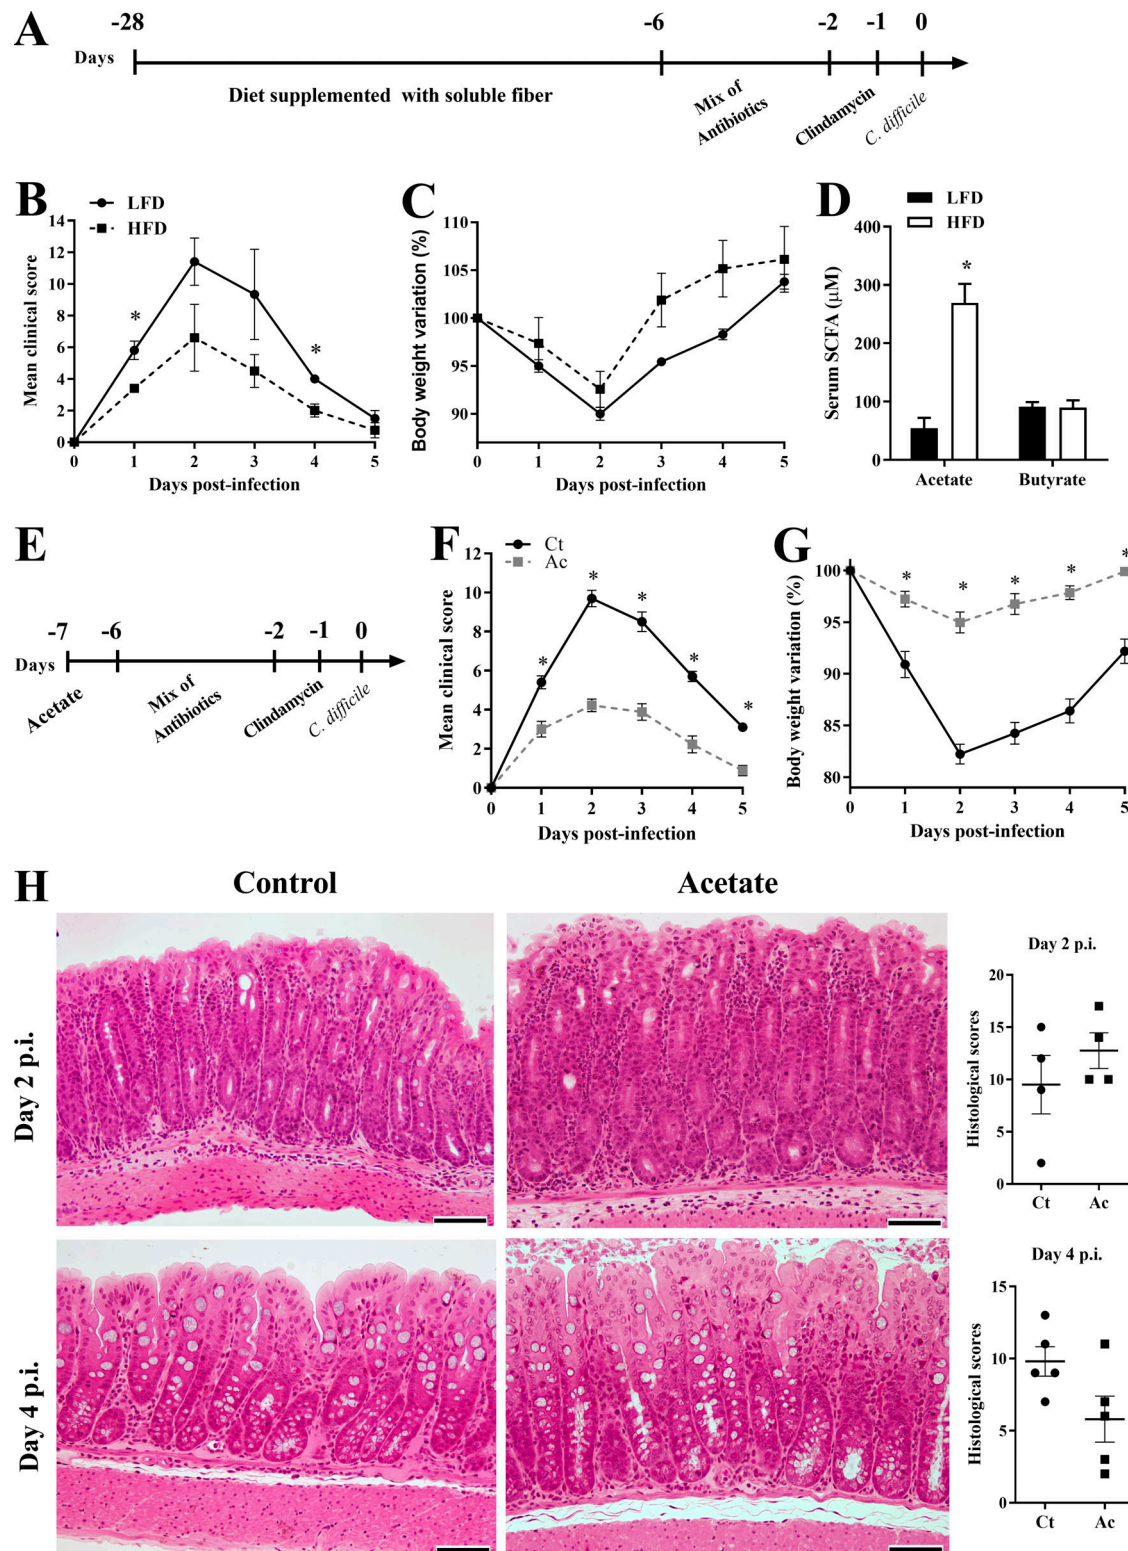 A
-28
-6
-2
-1
0
Days
Diet supplemented with soluble fiber
Mix of
Antibiotics
Clindamycin
C. difficile
B
LFD
HFD
14
12
10
8
6
4
2
0
Mean clinical score
0 1 2 3 4 5
Days post-infection
*
*
C
110
105
100
95
90
Body weight variation (%)
0 1 2 3 4 5
Days post-infection
D
LFD
HFD
400
300
200
100
0
Serum SCFA (µM)
*
Acetate
Butyrate
E
-7
-6
-2
-1
0
Days
Acetate
Mix of
Antibiotics
Clindamycin
C. difficile
F
Ct
Ac
12
10
8
6
4
2
0
Mean clinical score
* * * * *
0 1 2 3 4 5
Days post-infection
G
100
95
90
85
80
Body weight variation (%)
* * * * *
0 1 2 3 4 5
Days post-infection
H
Control
Acetate
Day 2 p.i.
Day 4 p.i.
Day 2 p.i.
20
15
10
5
0
Histological scores
Ct
Ac
Day 4 p.i.
15
10
5
0
Histological scores
Ct
Ac